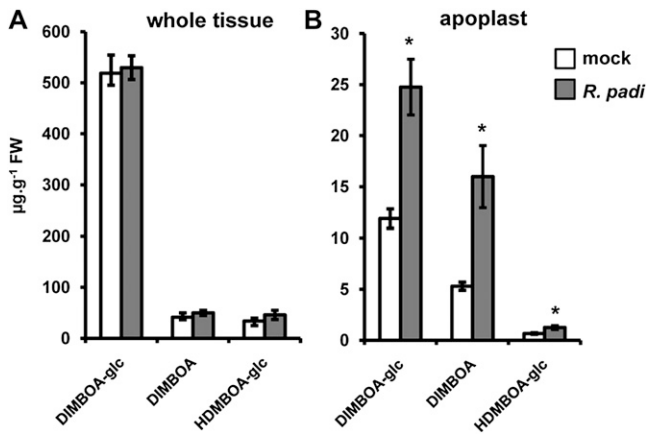 A
whole tissue
µg.g-1 FW
600
500
400
300
200
100
0
DIMBOA-glc
DIMBOA
HDMBOA-glc
B
apoplast
mock
R. padi
30
25
20
15
10
5
0
*
*
*
DIMBOA-glc
DIMBOA
HDMBOA-glc